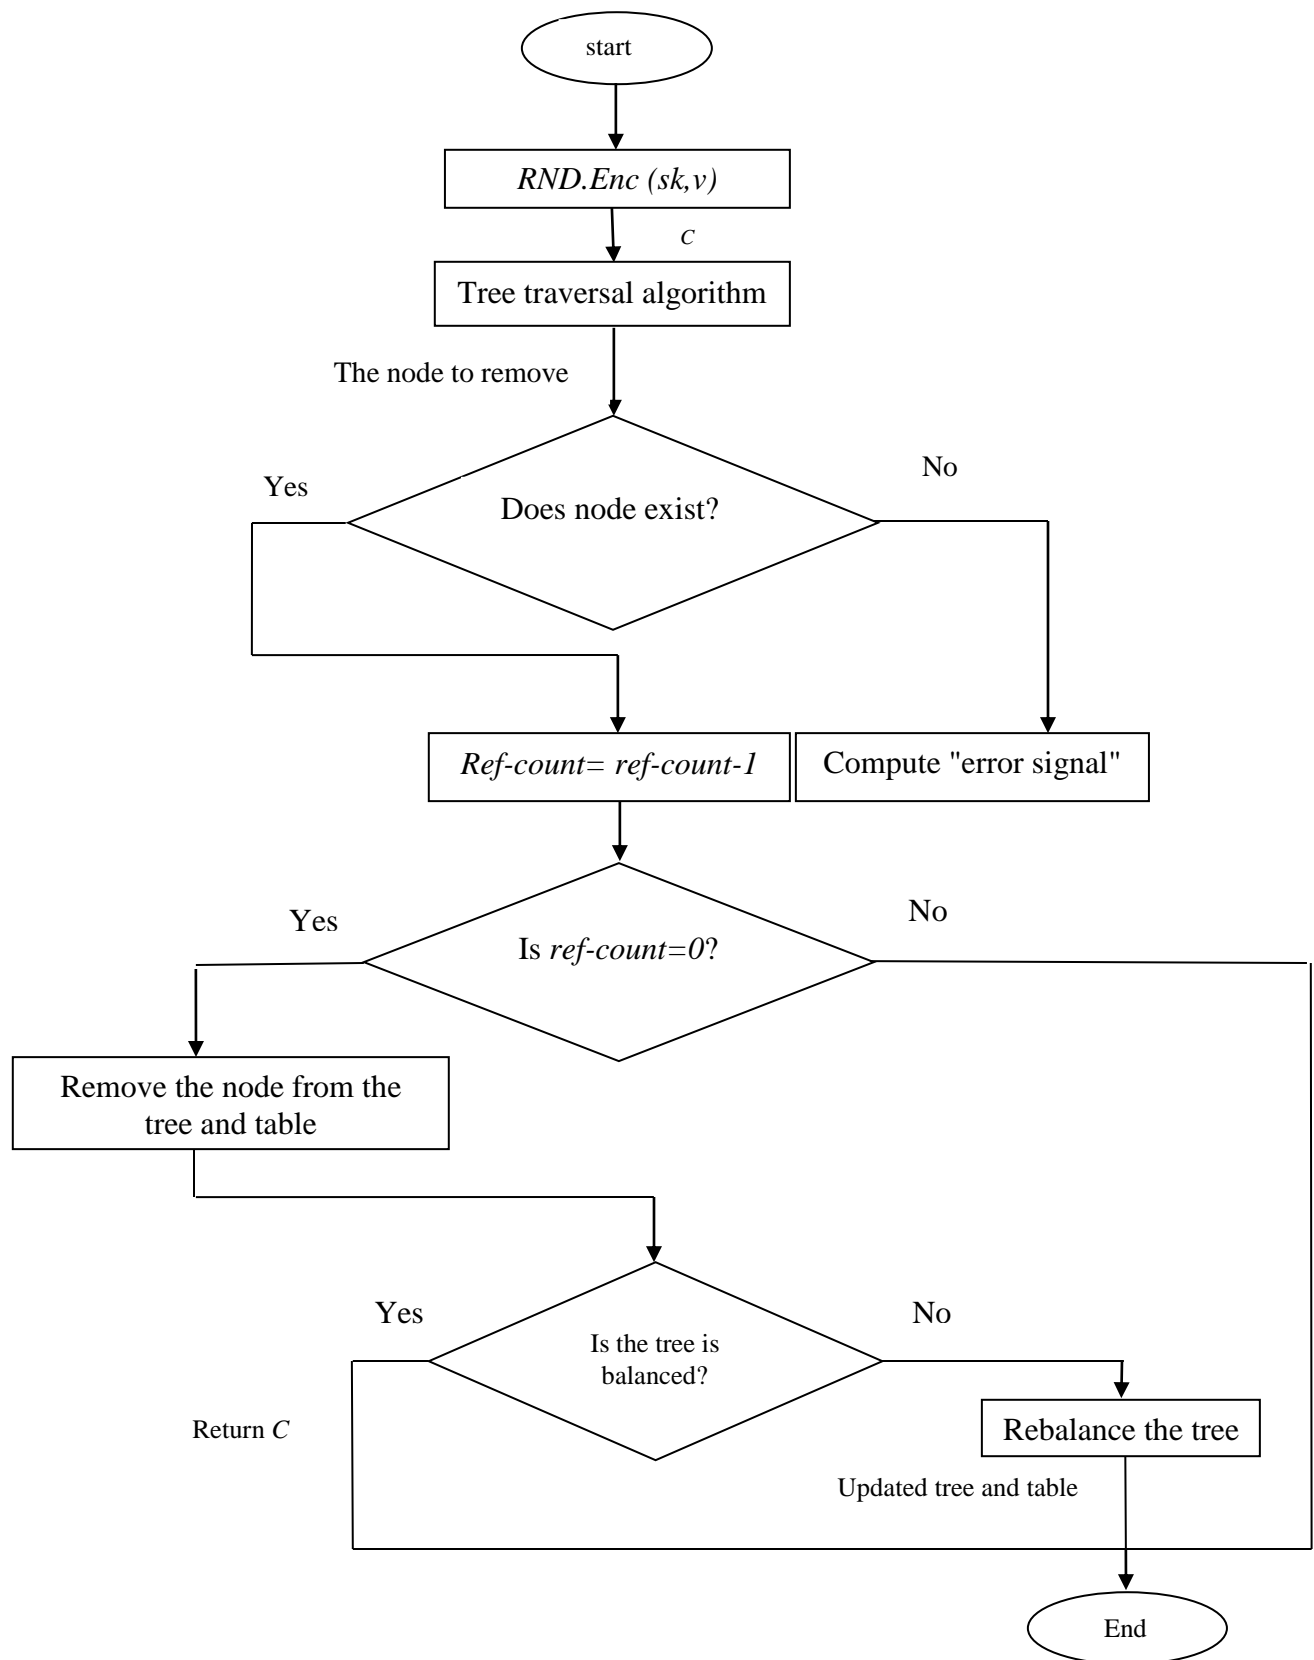 start
RND.Enc (sk,v)
C
Tree traversal algorithm
The node to remove
No
Yes
Does node exist?
Ref-count= ref-count-1
Compute "error signal"
Yes
No
Is ref-count=0?
Remove the node from the
tree and table
Yes
No
Is the tree is
balanced?
Return C
Rebalance the tree
Updated tree and table
End